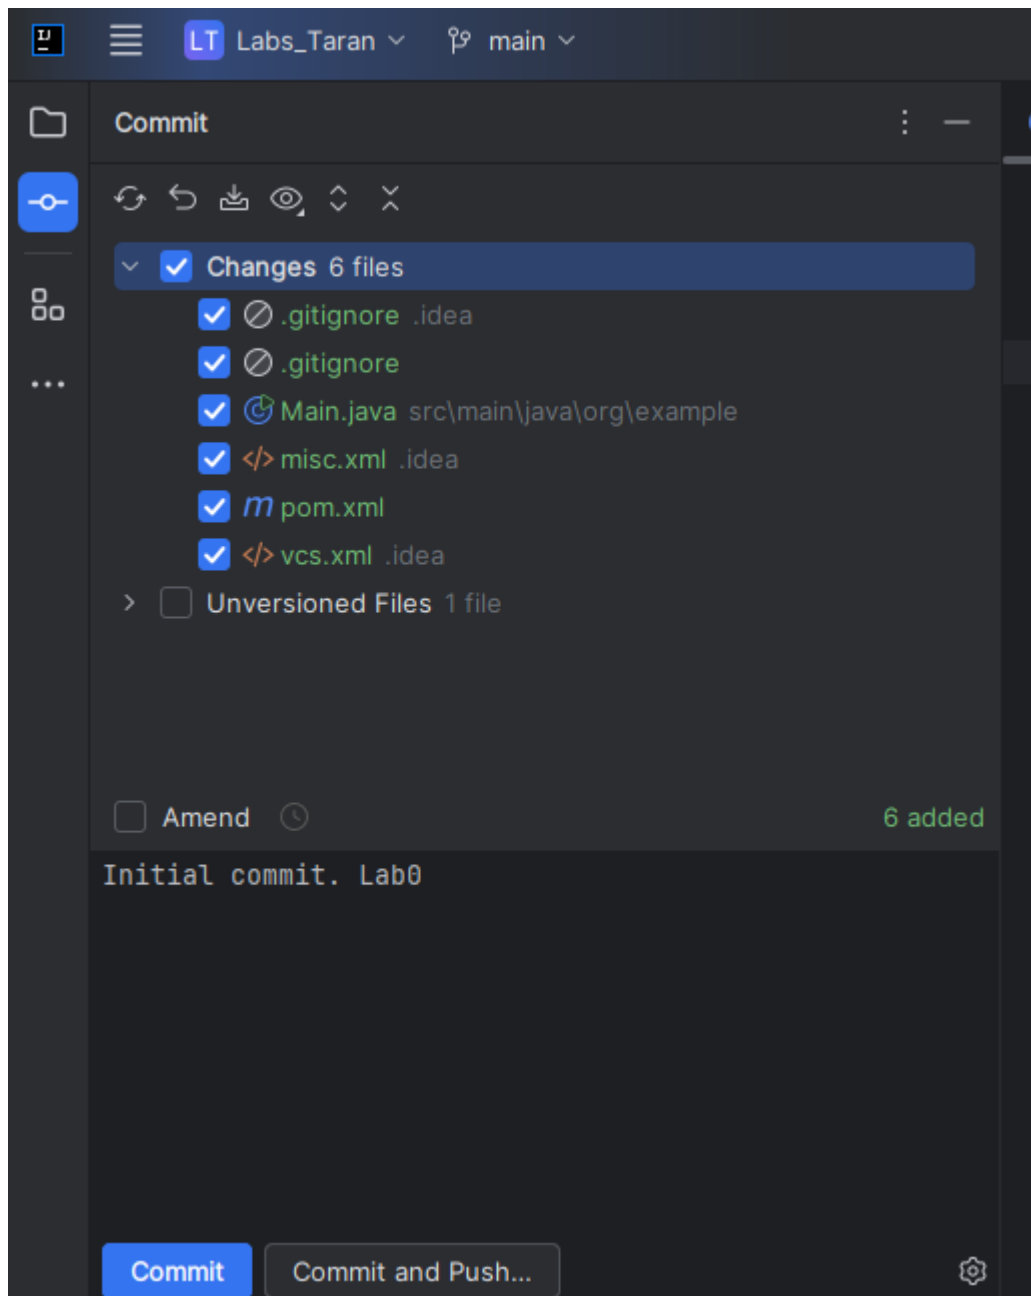 IJ
LT Labs_Taran main
Commit
Changes 6 files
.gitignore .idea
.gitignore
Main.java src\main\java\org\example
misc.xml .idea
m pom.xml
vcs.xml .idea
Unversioned Files 1 file
Amend 6 added
Initial commit. Lab0
Commit Commit and Push...